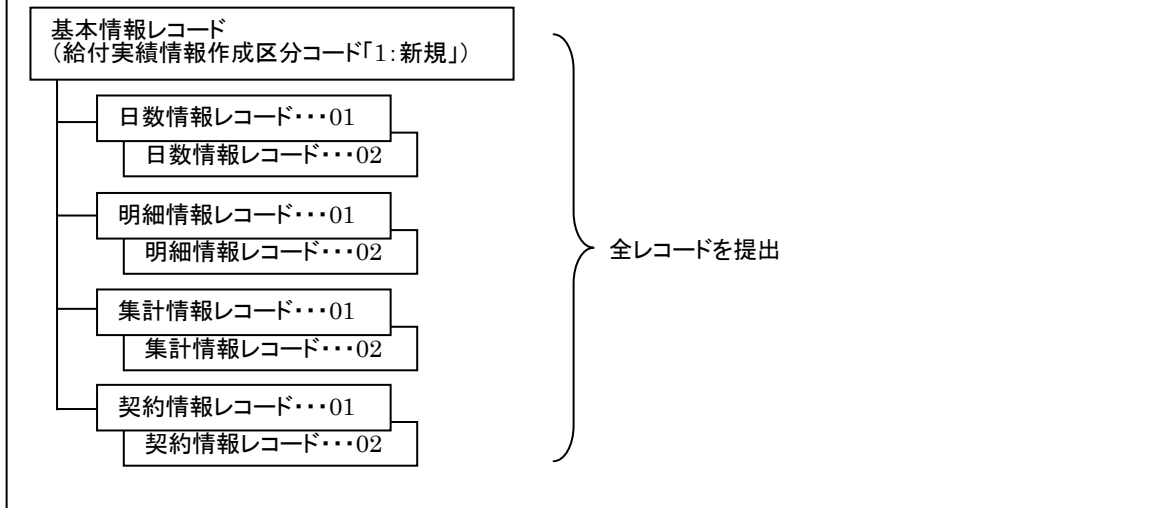 基本情報レコード
（給付実績情報作成区分コード「1：新規」）
日数情報レコード・・・01
日数情報レコード・・・02
明細情報レコード・・・01
明細情報レコード・・・02
全レコードを提出
集計情報レコード・・・01
集計情報レコード・・・02
契約情報レコード・・・01
契約情報レコード・・・02